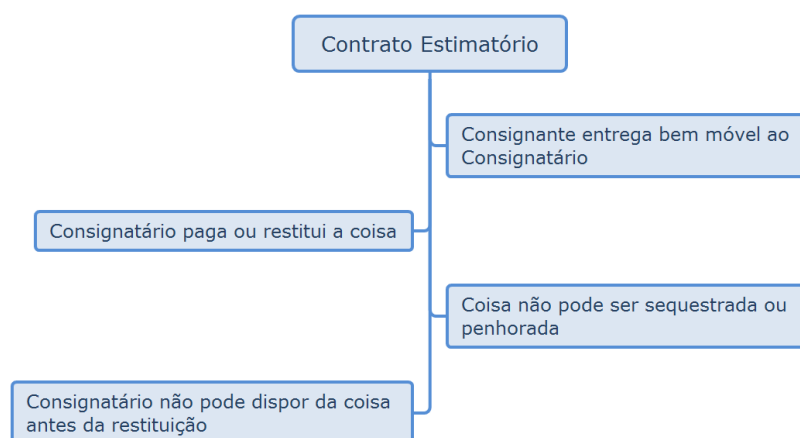 Contrato Estimatório
Consignante entrega bem móvel ao
Consignatário
Consignatário paga ou restitui a coisa
Coisa não pode ser sequestrada ou
penhorada
Consignatário não pode dispor da coisa
antes da restituição